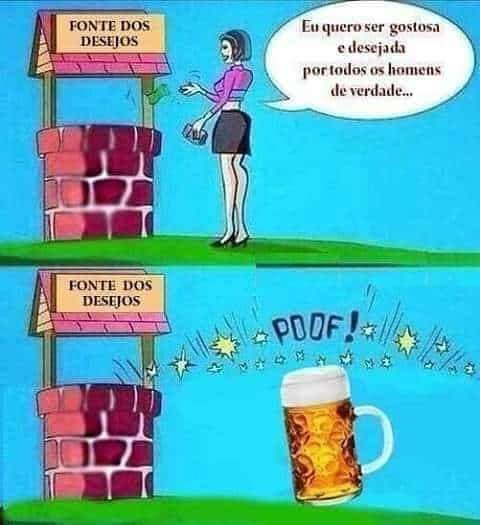 FONTE DOS
DESEJOS
Eu quero ser gostosa
e desejada
por todos os homens
de verdade...
FONTE DOS
DESEJOS
POOF!